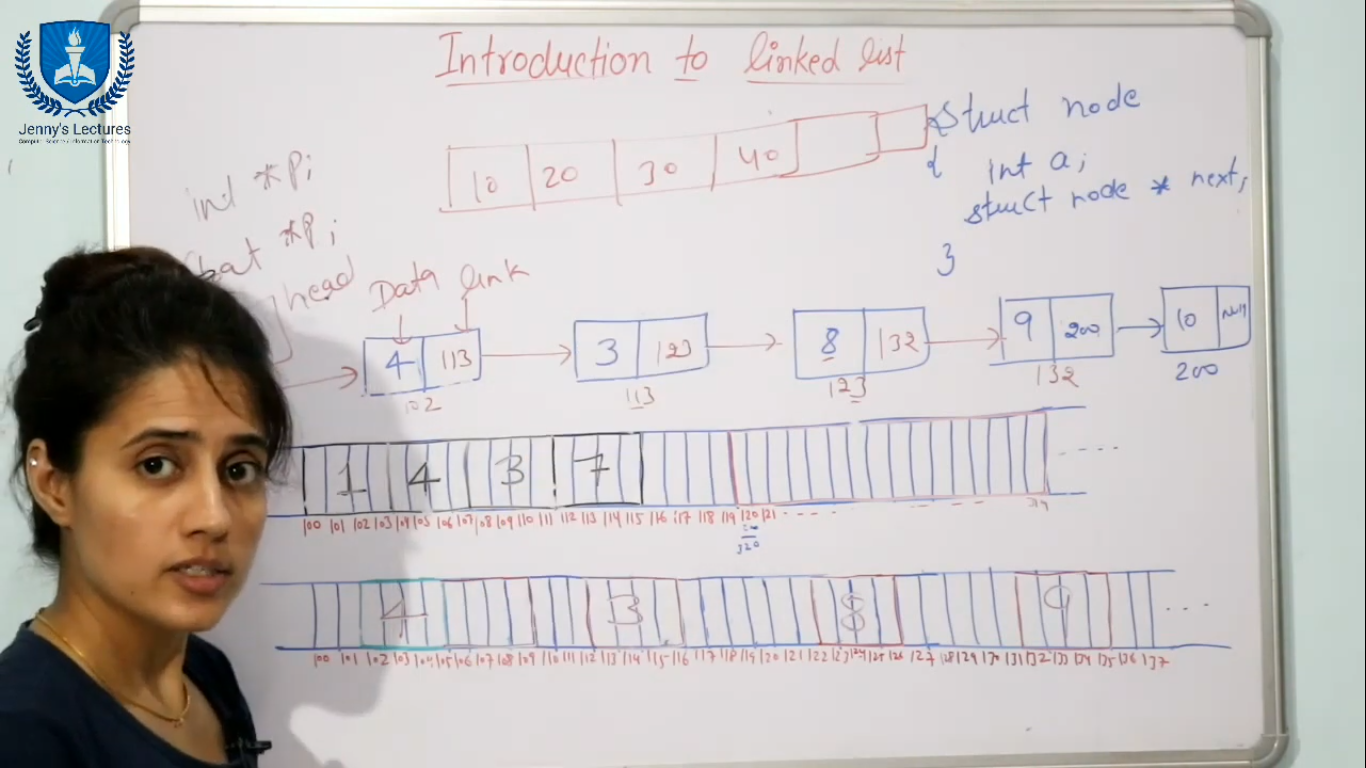 Jenny's Lectures
Computer Science / Information Technology
Introduction to linked list
int *P;
*P;
head
10 20 30 40
struct node
{
int a;
struct node * next;
}
Data link
4 113
102
3 123
113
8 132
123
9 200
132
10 Null
200
1 4 3 7
100 101 102 103 104 105 106 107 108 109 110 111 112 113 114 115 116 117 118 119 120 121
320
4 3 8 9
100 101 102 103 104 105 106 107 108 109 110 111 112 113 114 115 116 117 118 119 120 121 122 123 124 125 126 127 128 129 130 131 132 133 134 135 136 137